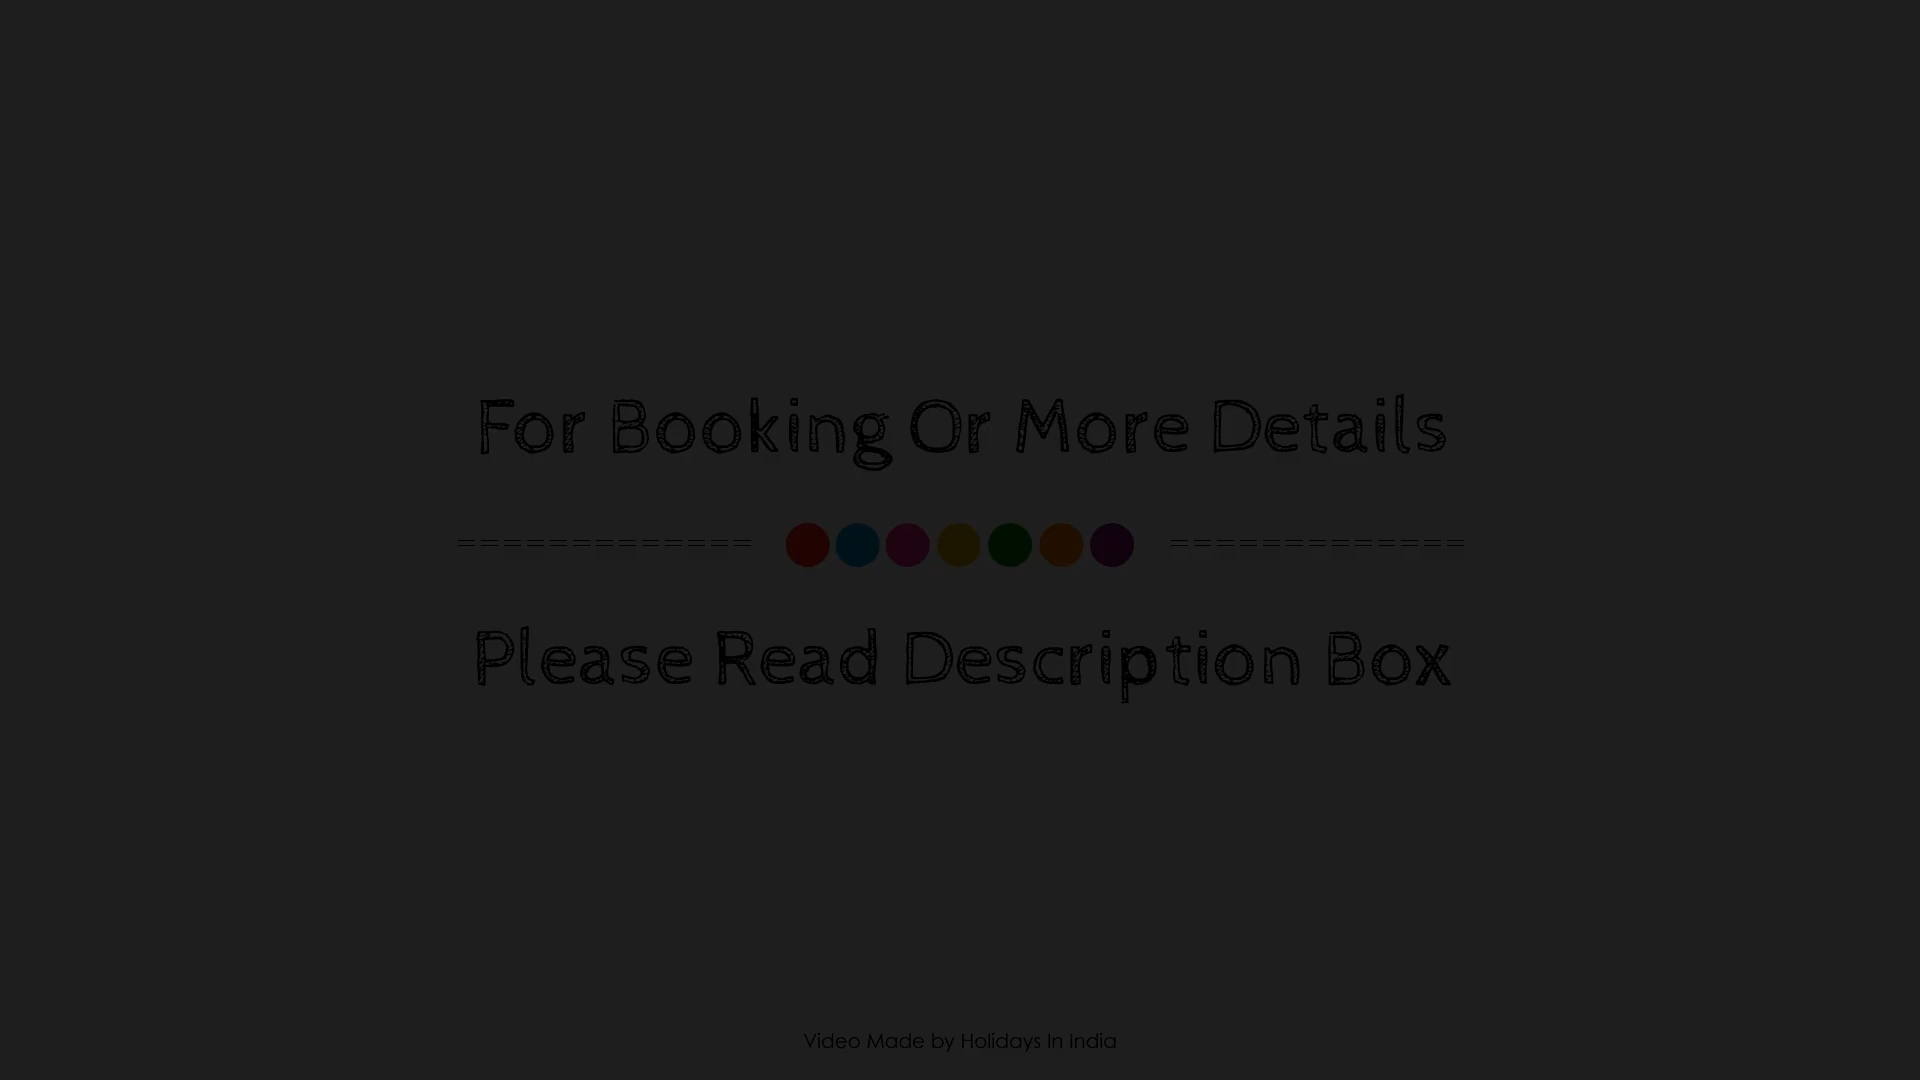 For Booking Or More Details
============= =============
Please Read Description Box
Video Made by Holidays In India